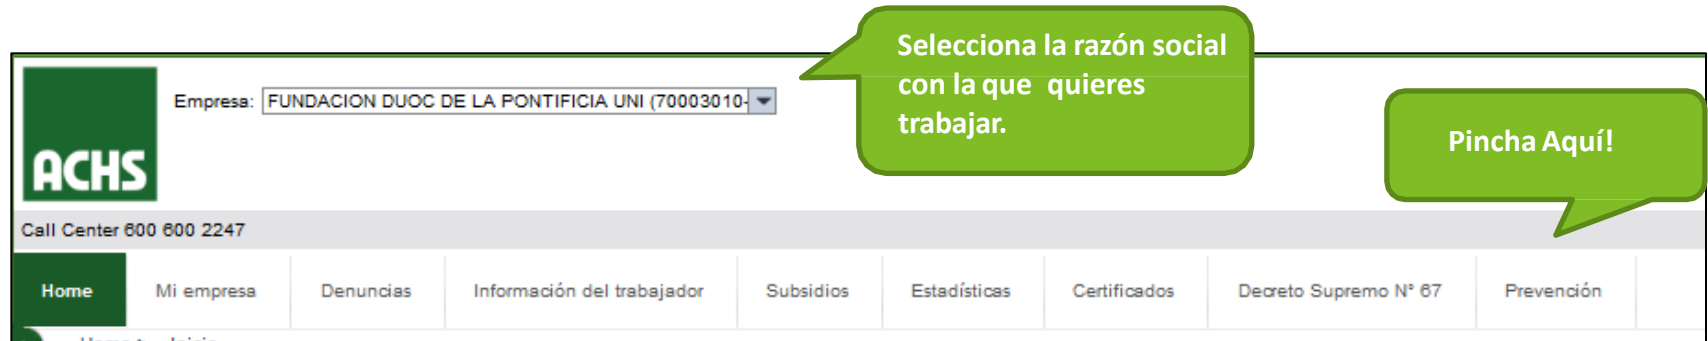 Selecciona la razón social
con la que quieres
trabajar.
Empresa: FUNDACION DUOC DE LA PONTIFICIA UNI (70003010-
Pincha Aquí!
ACHS
Call Center 600 600 2247
Home Mi empresa Denuncias Información del trabajador Subsidios Estadísticas Certificados Decreto Supremo N° 67 Prevención